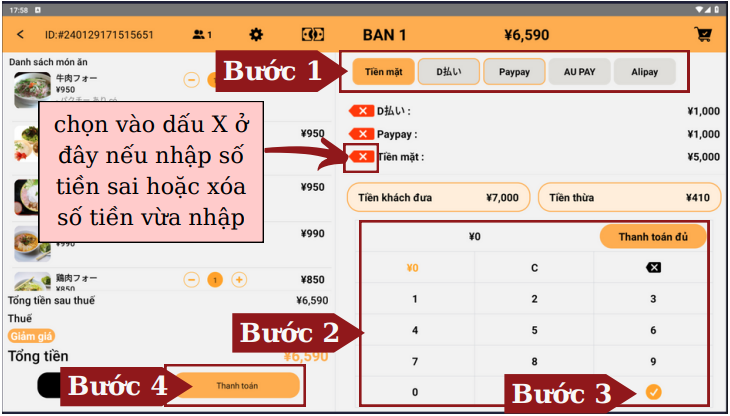 17:58
ID:#240129171515651
1
BAN 1
¥6,590
Danh sách món ăn
牛肉フォー
¥950
Bước 1
Tiền mặt
D払い
Paypay
AU PAY
Alipay
chọn vào dấu X ở
đây nếu nhập số
tiền sai hoặc xóa
số tiền vừa nhập
¥950
¥950
¥990
¥990
D払い :
¥1,000
Paypay :
¥1,000
Tiền mặt :
¥5,000
Tiền khách đưa
¥7,000
Tiền thừa
¥410
鶏肉フォー
¥850
1
¥850
Tổng tiền sau thuế
¥6,590
Thuế
Giảm giá
Tổng tiền
¥6,590
Bước 2
¥0
Thanh toán đủ
¥0
C
1
2
3
4
5
6
7
8
9
0
Bước 3
Bước 4
Thanh toán